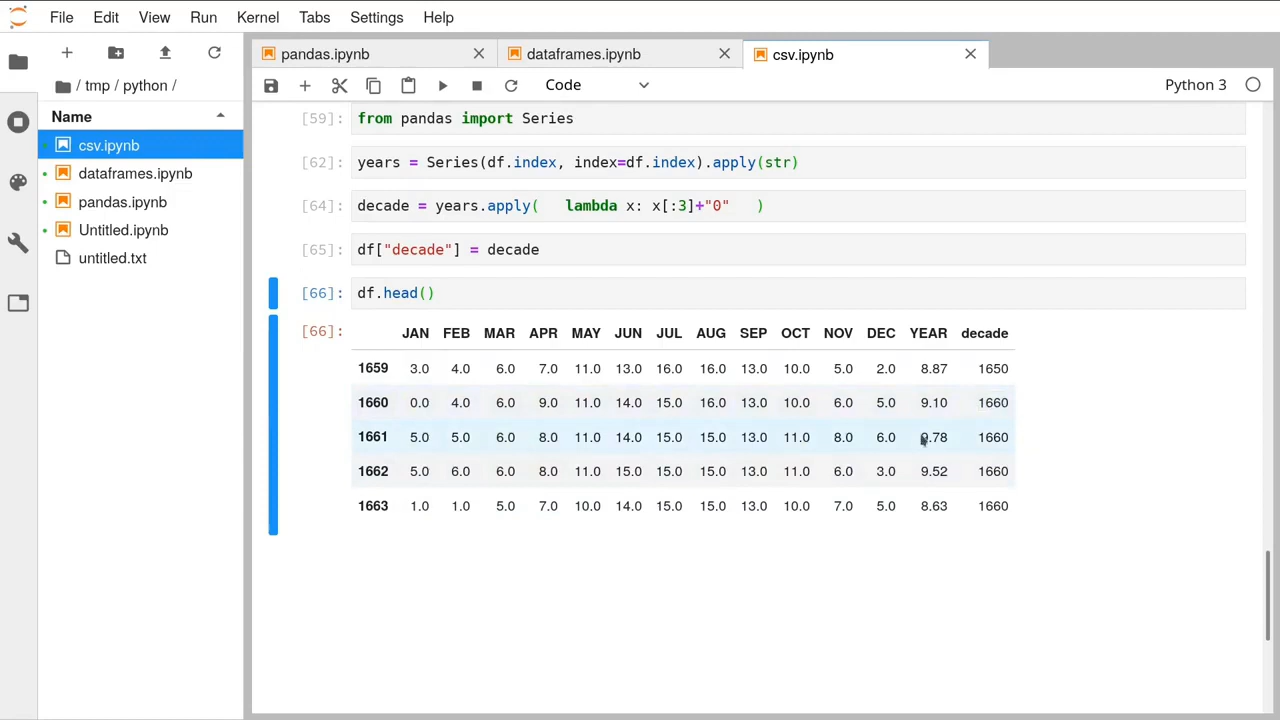 File Edit View Run Kernel Tabs Settings Help
pandas.ipynb dataframes.ipynb csv.ipynb
/ tmp / python /
Code Python 3
Name
csv.ipynb
dataframes.ipynb
pandas.ipynb
Untitled.ipynb
untitled.txt
[59]: from pandas import Series
[62]: years = Series(df.index, index=df.index).apply(str)
[64]: decade = years.apply( lambda x: x[:3]+"0" )
[65]: df["decade"] = decade
[66]: df.head()
[66]: JAN FEB MAR APR MAY JUN JUL AUG SEP OCT NOV DEC YEAR decade
1659 3.0 4.0 6.0 7.0 11.0 13.0 16.0 16.0 13.0 10.0 5.0 2.0 8.87 1650
1660 0.0 4.0 6.0 9.0 11.0 14.0 15.0 16.0 13.0 10.0 6.0 5.0 9.10 1660
1661 5.0 5.0 6.0 8.0 11.0 14.0 15.0 15.0 13.0 11.0 8.0 6.0 9.78 1660
1662 5.0 6.0 6.0 8.0 11.0 15.0 15.0 15.0 13.0 11.0 6.0 3.0 9.52 1660
1663 1.0 1.0 5.0 7.0 10.0 14.0 15.0 15.0 13.0 10.0 7.0 5.0 8.63 1660